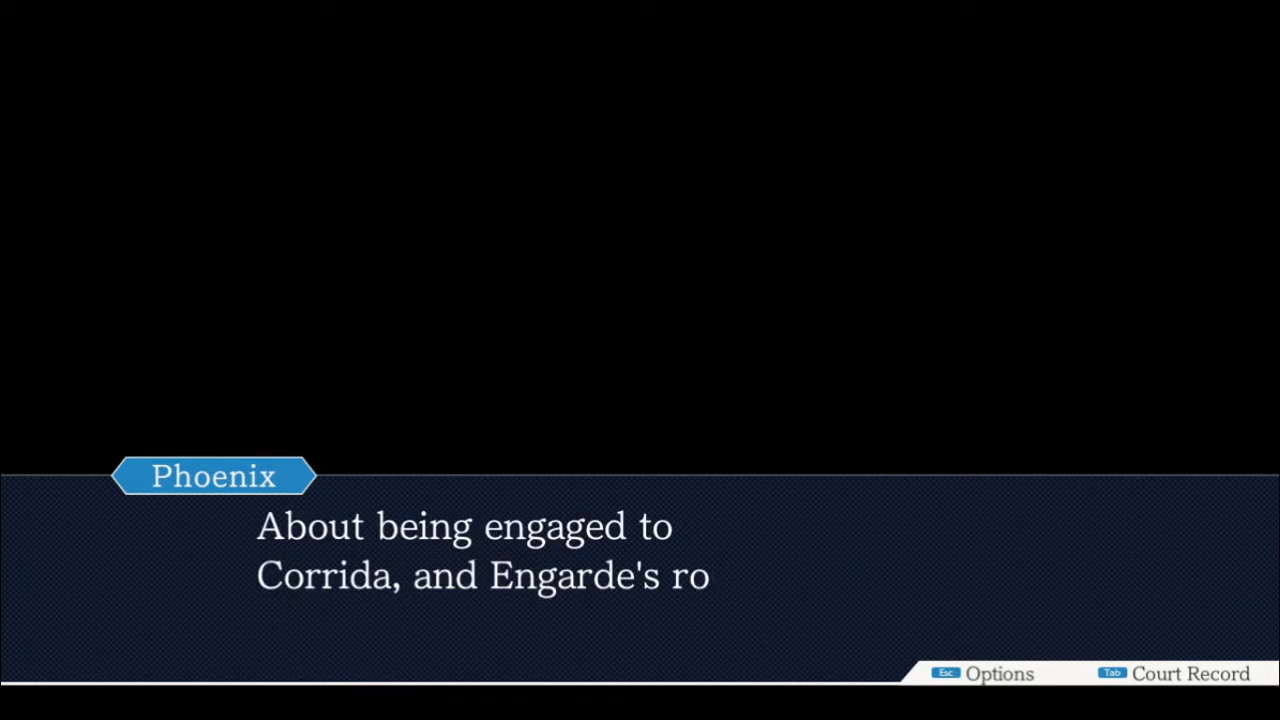 Phoenix
About being engaged to
Corrida, and Engarde's ro
Esc Options Tab Court Record